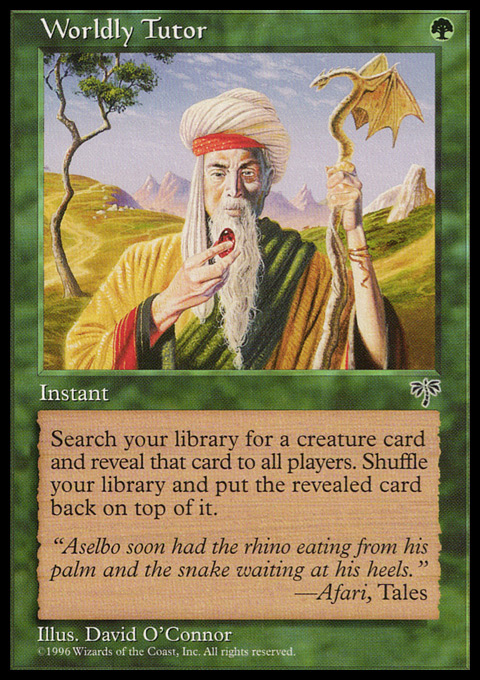 Worldly Tutor
Instant
Search your library for a creature card
and reveal that card to all players. Shuffle
your library and put the revealed card
back on top of it.
“Aselbo soon had the rhino eating from his
palm and the snake waiting at his heels.”
—Afari, Tales
Illus. David O’Connor
©1996 Wizards of the Coast, Inc. All rights reserved.